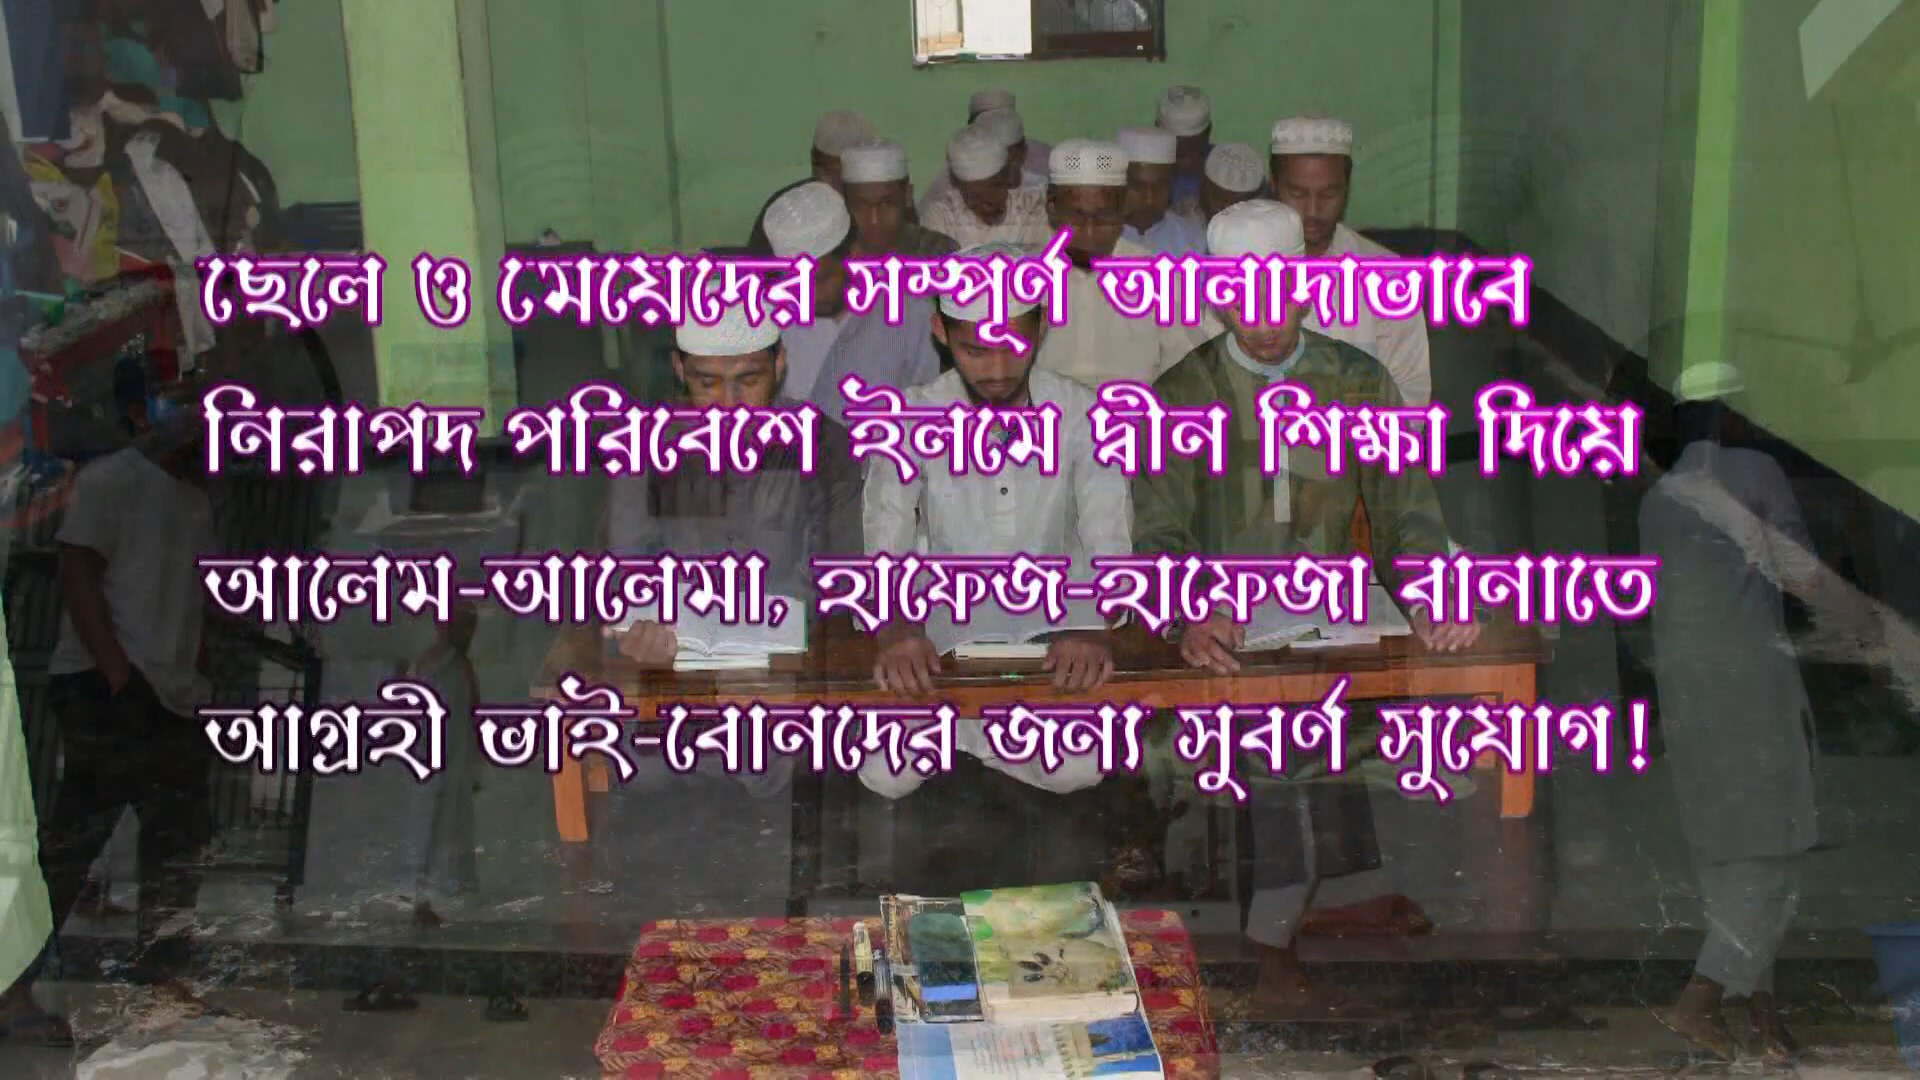 ছেলে ও মেয়েদের সম্পূর্ণ আলাদাভাবে
নিরাপদ পরিবেশে ইলমে দ্বীন শিক্ষা দিয়ে
আলেম-আলেমা, হাফেজ-হাফেজা বানাতে
আগ্রহী ভাই-বোনদের জন্য সুবর্ণ সুযোগ!